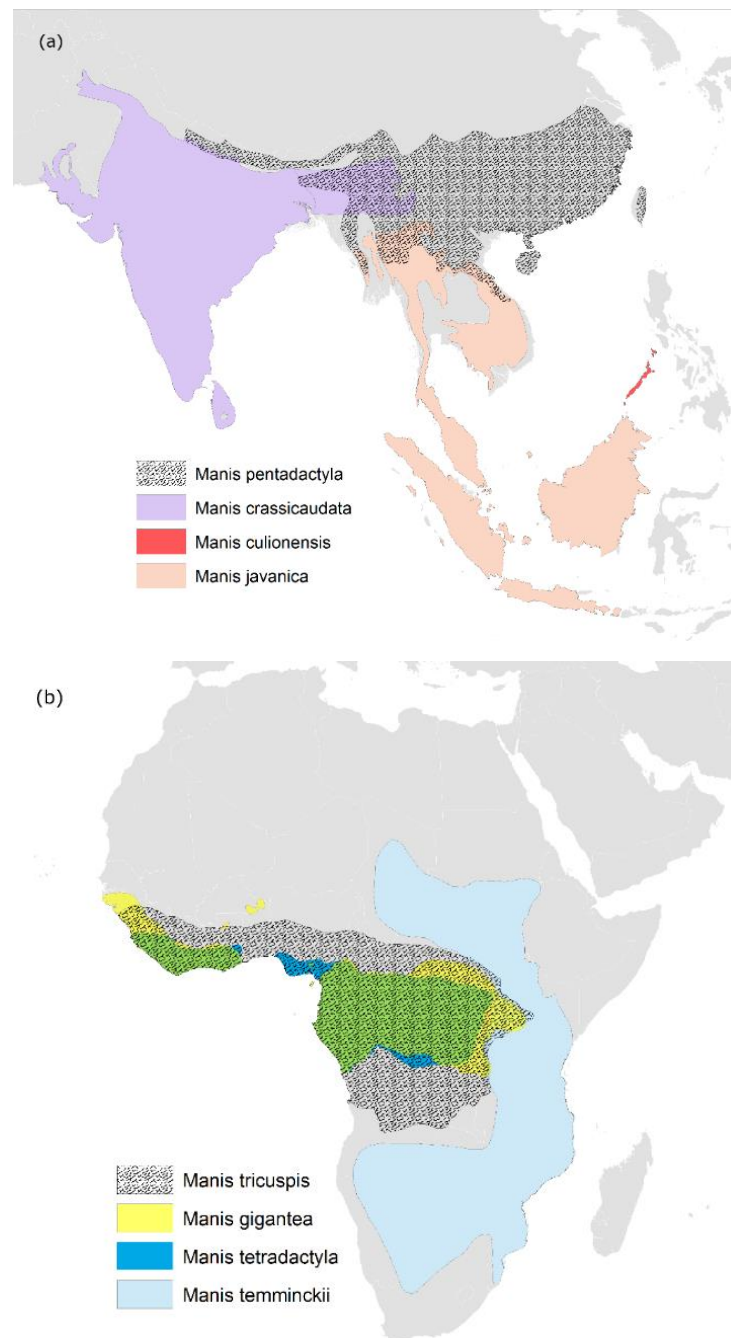 (a)
Manis pentadactyla
Manis crassicaudata
Manis culionensis
Manis javanica
(b)
Manis tricuspis
Manis gigantea
Manis tetradactyla
Manis temminckii